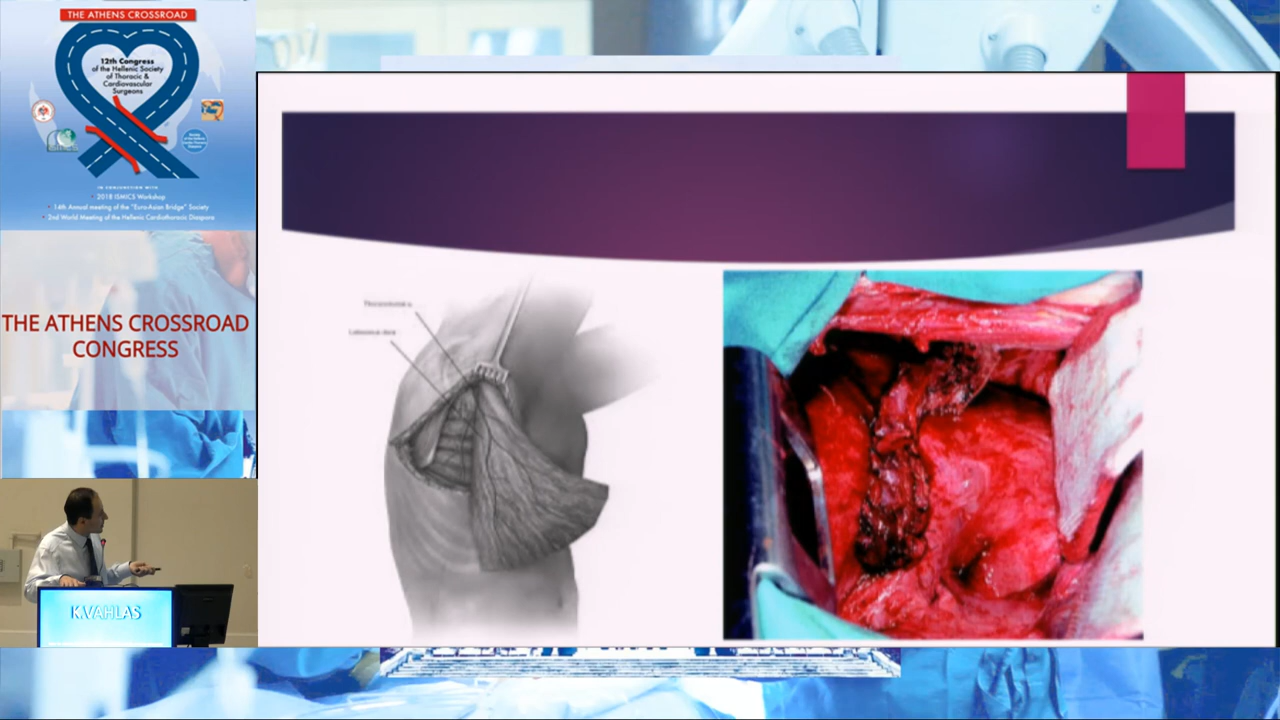 THE ATHENS CROSSROAD
12th Congress
of the Hellenic Society
of Thoracic &
Cardiovascular
Surgeons
IN CONJUNCTION WITH
• 2018 ISMICS Workshop
• 14th Annual meeting of the "Euro-Asian Bridge" Society
• 2nd World Meeting of the Hellenic Cardiothoracic Diaspora
THE ATHENS CROSSROAD
CONGRESS
K.VAHLAS